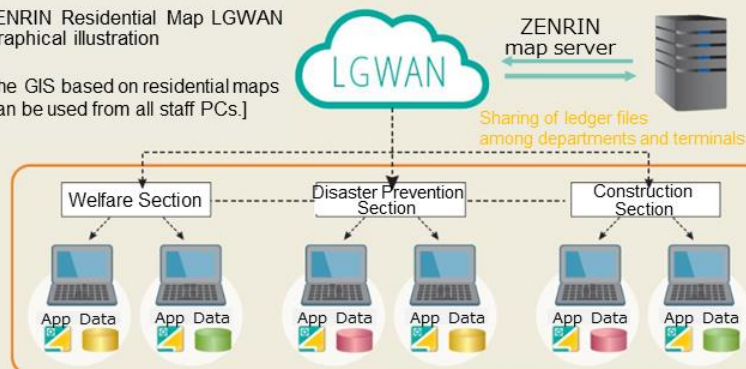 ENRIN Residential Map LGWAN
raphical illustration
he GIS based on residential maps
an be used from all staff PCs.]
LGWAN
ZENRIN
map server
Sharing of ledger files
among departments and terminals
Welfare Section
Disaster Prevention
Section
Construction
Section
App Data
App Data
App Data
App Data
App Data
App Data